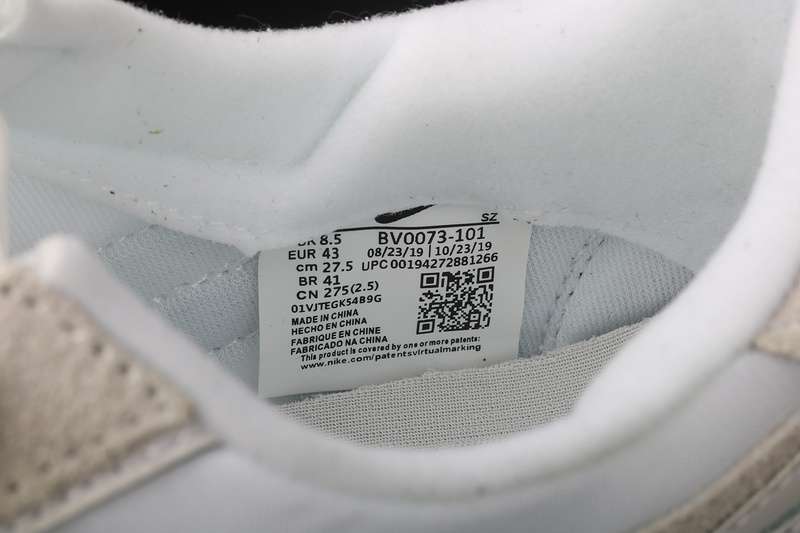 SZ
UK 8.5 BV0073-101
EUR 43 08/23/19 | 10/23/19
cm 27.5 UPC 00194272881266
BR 41
CN 275(2.5)
01VJTEGK54B9G
MADE IN CHINA
HECHO EN CHINA
FABRIQUE EN CHINE
FABRICADO NA CHINA
This product is covered by one or more patents:
www.nike.com/patentsvirtualmarking